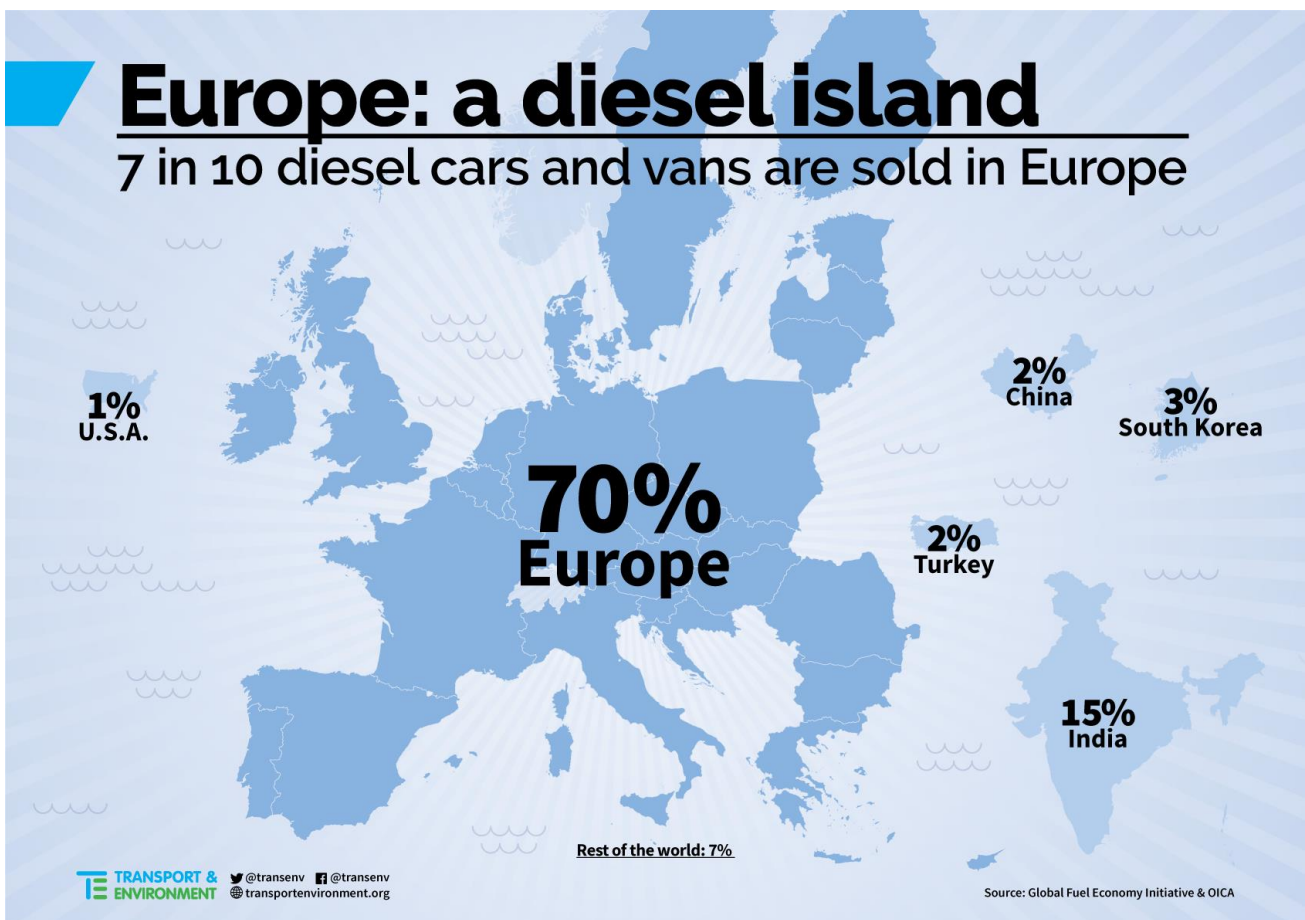 Europe: a diesel island
7 in 10 diesel cars and vans are sold in Europe
1%
U.S.A.
2%
China
3%
South Korea
70%
Europe
2%
Turkey
15%
India
Rest of the world: 7%
TRANSPORT &
ENVIRONMENT
@transenv @transenv
transportenvironment.org
Source: Global Fuel Economy Initiative & OICA